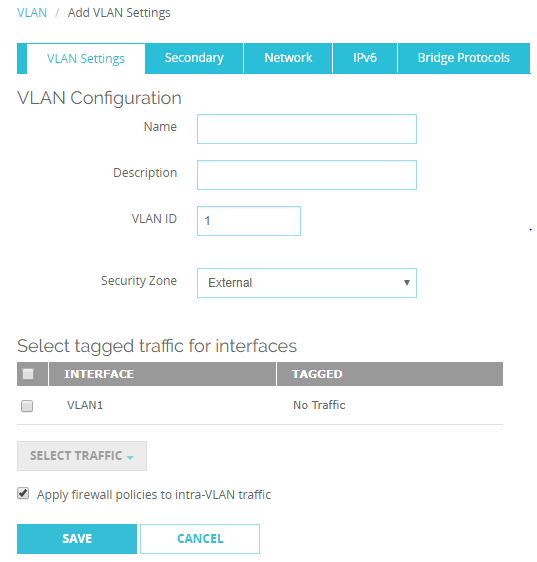 VLAN / Add VLAN Settings
VLAN Settings Secondary Network IPv6 Bridge Protocols
VLAN Configuration
Name
Description
VLAN ID 1
Security Zone External
Select tagged traffic for interfaces
INTERFACE TAGGED
VLAN1 No Traffic
SELECT TRAFFIC
Apply firewall policies to intra-VLAN traffic
SAVE CANCEL